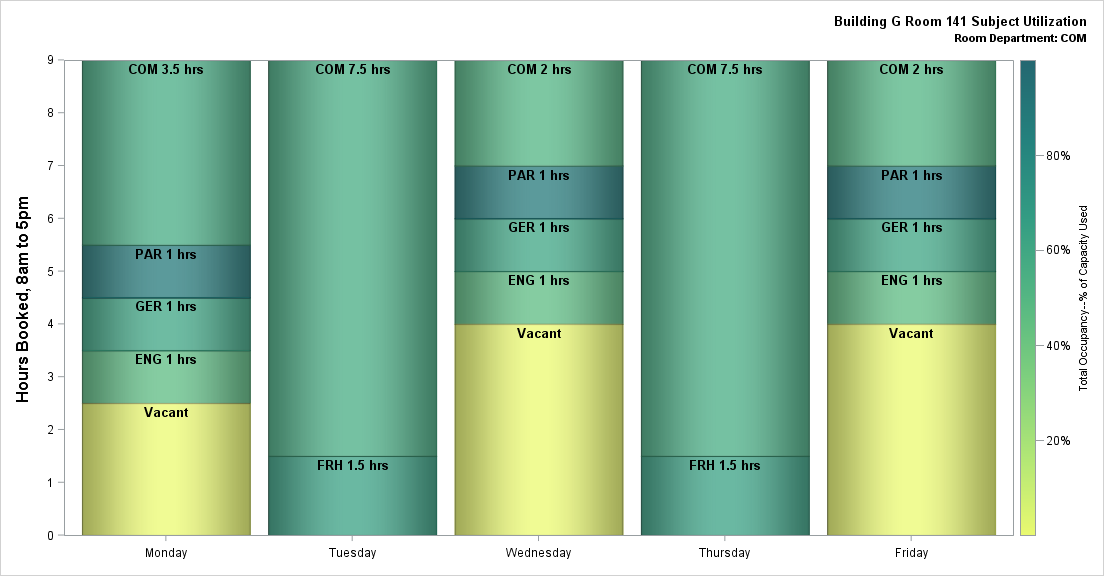 Building G Room 141 Subject Utilization
Room Department: COM
Hours Booked, 8am to 5pm
9
8
7
6
5
4
3
2
1
0
COM 3.5 hrs
PAR 1 hrs
GER 1 hrs
ENG 1 hrs
Vacant
COM 7.5 hrs
FRH 1.5 hrs
COM 2 hrs
PAR 1 hrs
GER 1 hrs
ENG 1 hrs
Vacant
COM 7.5 hrs
FRH 1.5 hrs
COM 2 hrs
PAR 1 hrs
GER 1 hrs
ENG 1 hrs
Vacant
Monday
Tuesday
Wednesday
Thursday
Friday
80%
60%
40%
20%
Total Occupancy--% of Capacity Used